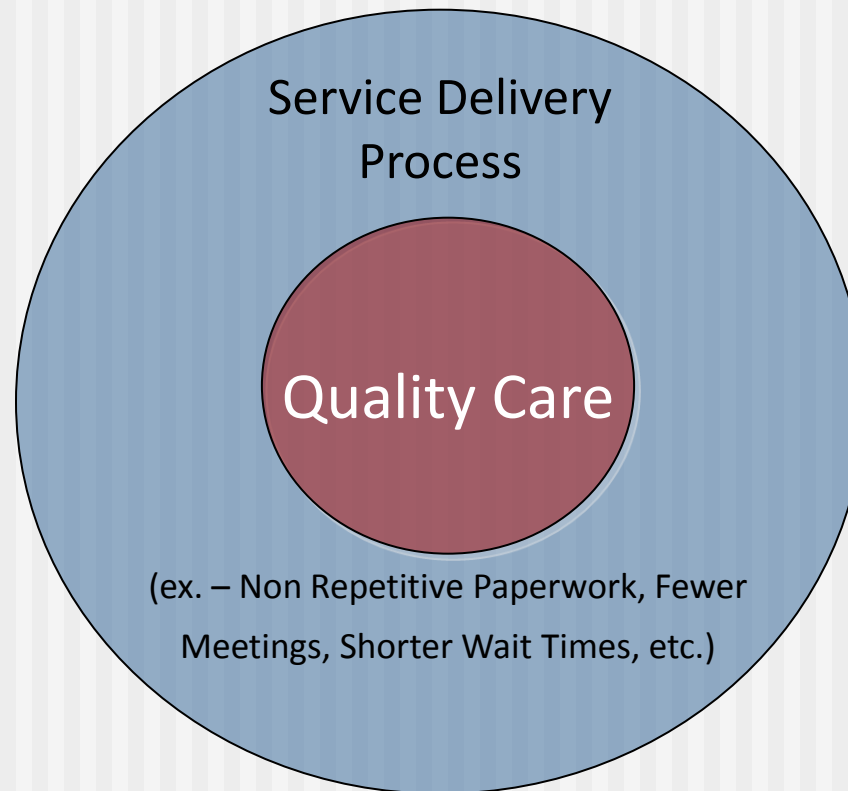 Service Delivery
Process
Quality Care
(ex. – Non Repetitive Paperwork, Fewer
Meetings, Shorter Wait Times, etc.)